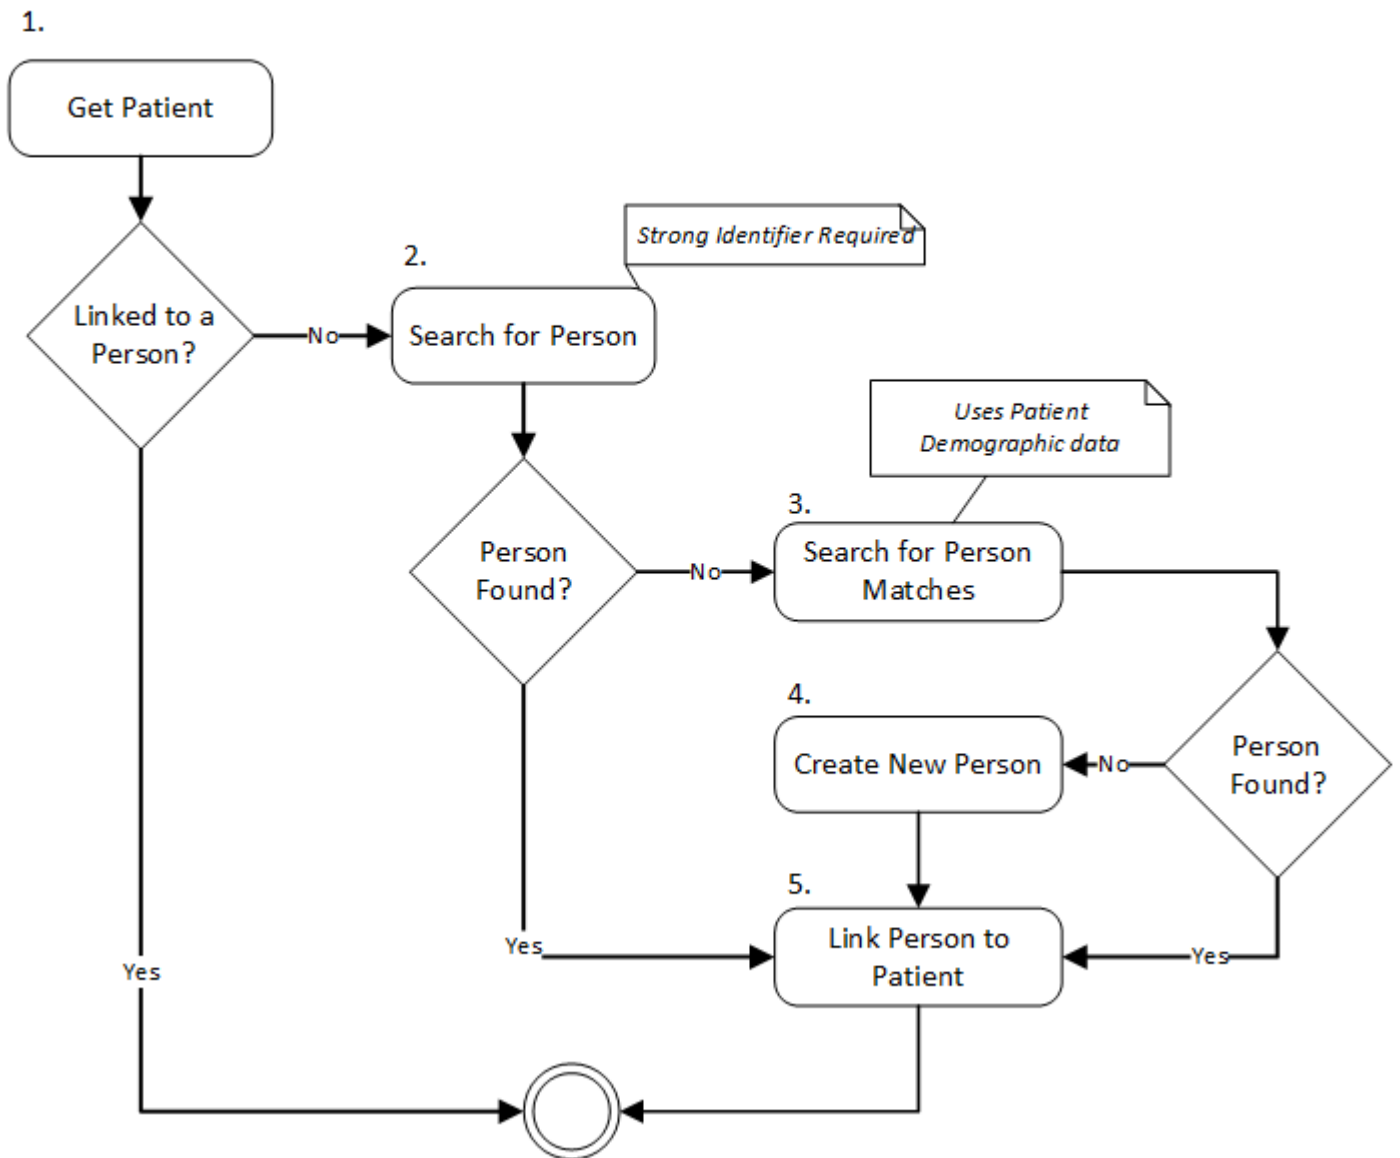 1.
Get Patient
Linked to a
Person?
No
2.
Strong Identifier Required
Search for Person
Person
Found?
No
Uses Patient
Demographic data
3.
Search for Person
Matches
Person
Found?
No
4.
Create New Person
5.
Link Person to
Patient
Yes
Yes
Yes